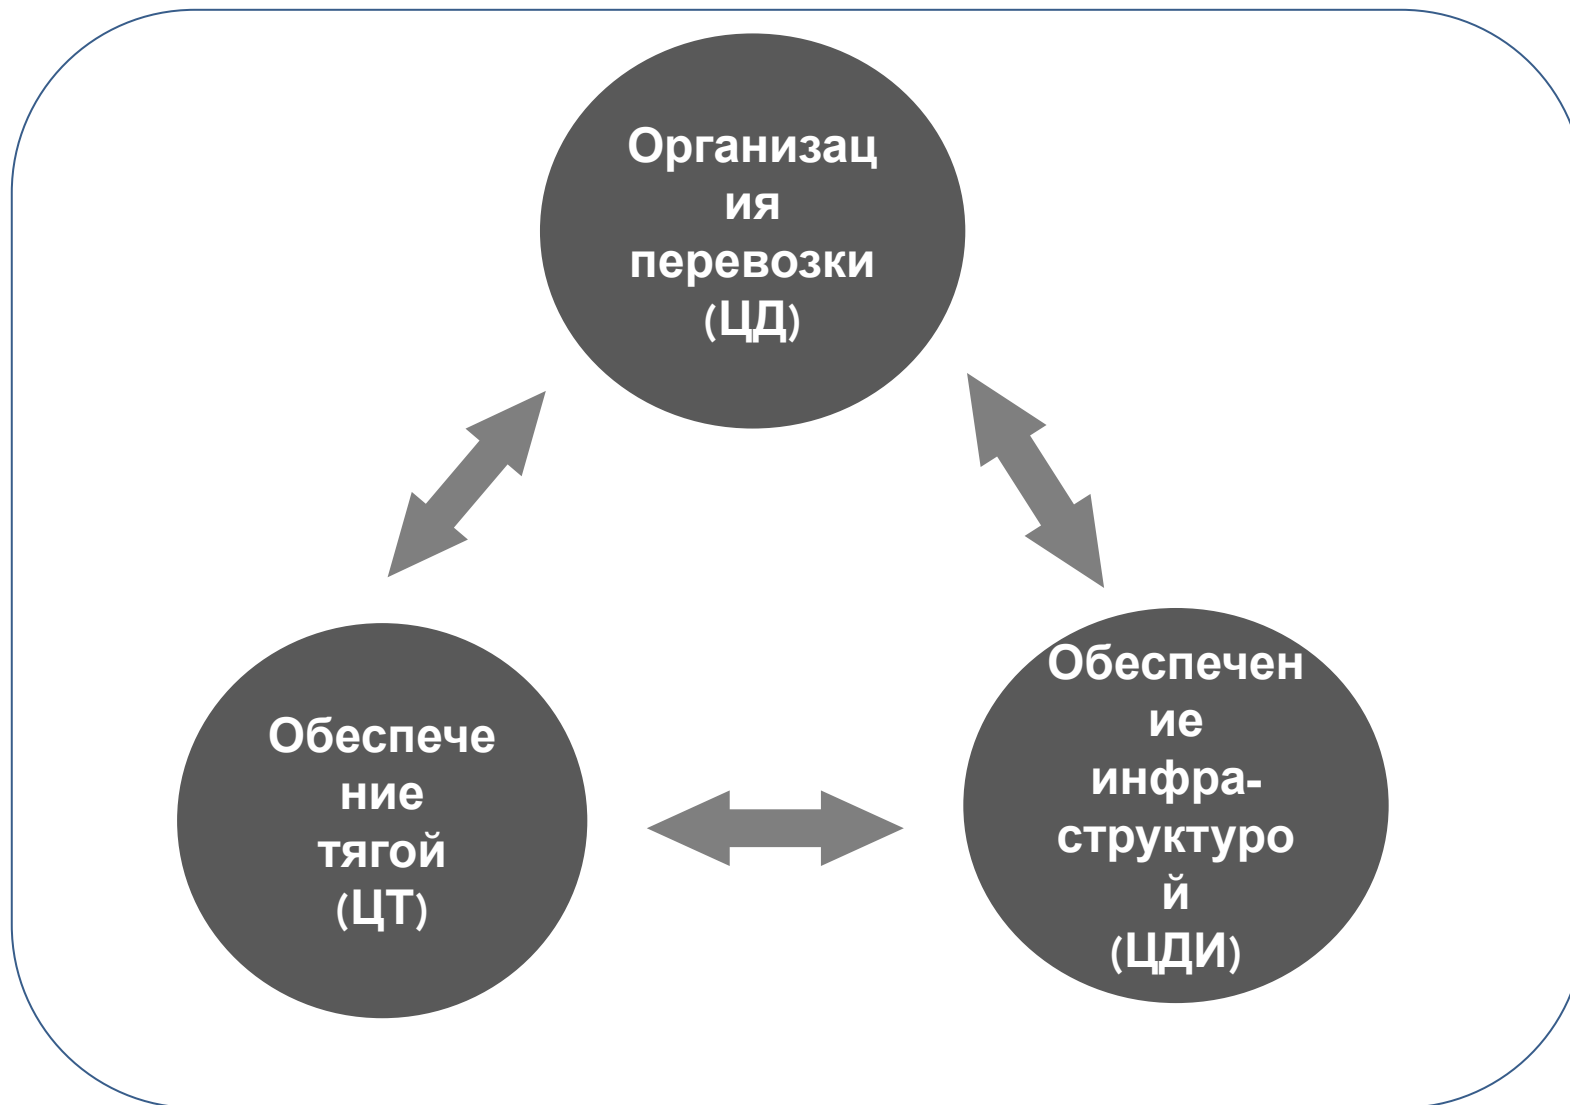 Организац
ия
перевозки
(ЦД)
Обеспече
ние
тягой
(ЦТ)
Обеспечен
ие
инфра-
структуро
й
(ЦДИ)